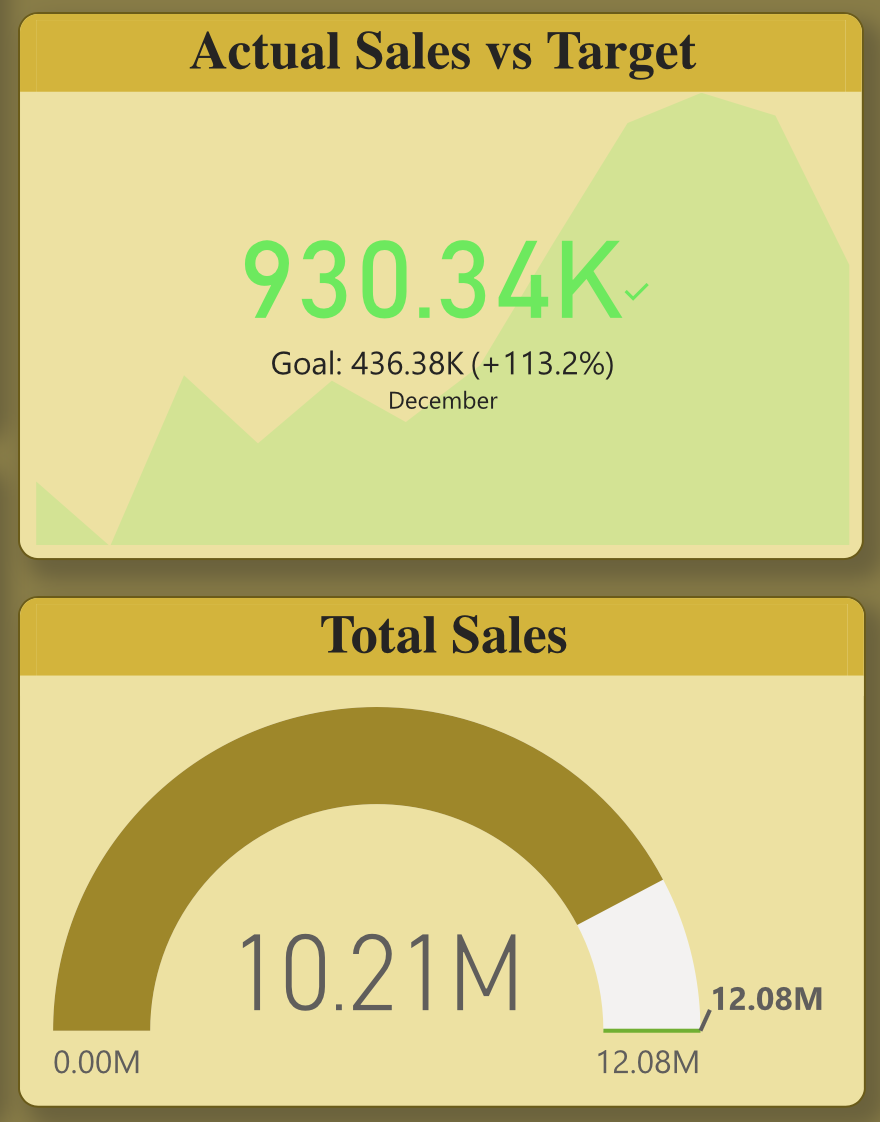 Actual Sales vs Target
930.34K✓
Goal: 436.38K (+113.2%)
December
Total Sales
10.21M
12.08M
0.00M
12.08M